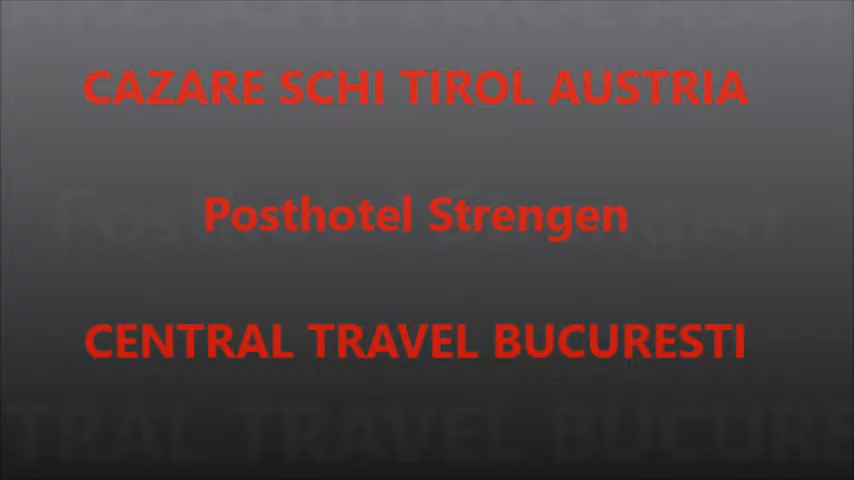 CAZARE SCHI TIROL AUSTRIA
Posthotel Strengen
CENTRAL TRAVEL BUCURESTI